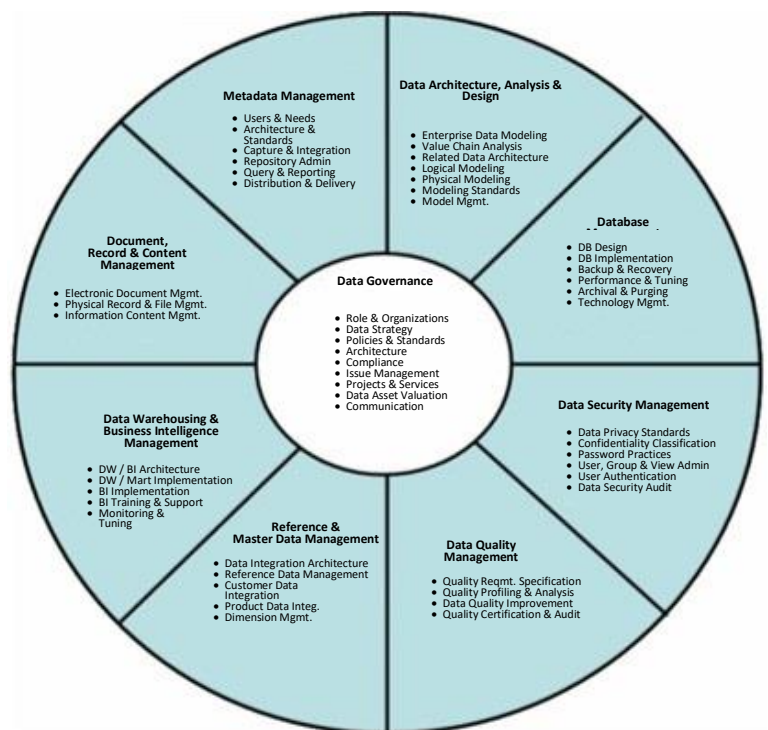 Metadata Management
• Users & Needs
• Architecture &
Standards
• Capture & Integration
• Repository Admin
• Query & Reporting
• Distribution & Delivery
Data Architecture, Analysis &
Design
• Enterprise Data Modeling
• Value Chain Analysis
• Related Data Architecture
• Logical Modeling
• Physical Modeling
• Modeling Standards
• Model Mgmt.
Database
• DB Design
• DB Implementation
• Backup & Recovery
• Performance & Tuning
• Archival & Purging
• Technology Mgmt.
Document,
Record & Content
Management
• Electronic Document Mgmt.
• Physical Record & File Mgmt.
• Information Content Mgmt.
Data Governance
• Role & Organizations
• Data Strategy
• Policies & Standards
• Architecture
• Compliance
• Issue Management
• Projects & Services
• Data Asset Valuation
• Communication
Data Security Management
• Data Privacy Standards
• Confidentiality Classification
• Password Practices
• User, Group & View Admin
• User Authentication
• Data Security Audit
Data Warehousing &
Business Intelligence
Management
• DW / BI Architecture
• DW / Mart Implementation
• BI Implementation
• BI Training & Support
• Monitoring &
Tuning
Reference &
Master Data Management
• Data Integration Architecture
• Reference Data Management
• Customer Data
Integration
• Product Data Integ.
• Dimension Mgmt.
Data Quality
Management
• Quality Reqmt. Specification
• Quality Profiling & Analysis
• Data Quality Improvement
• Quality Certification & Audit